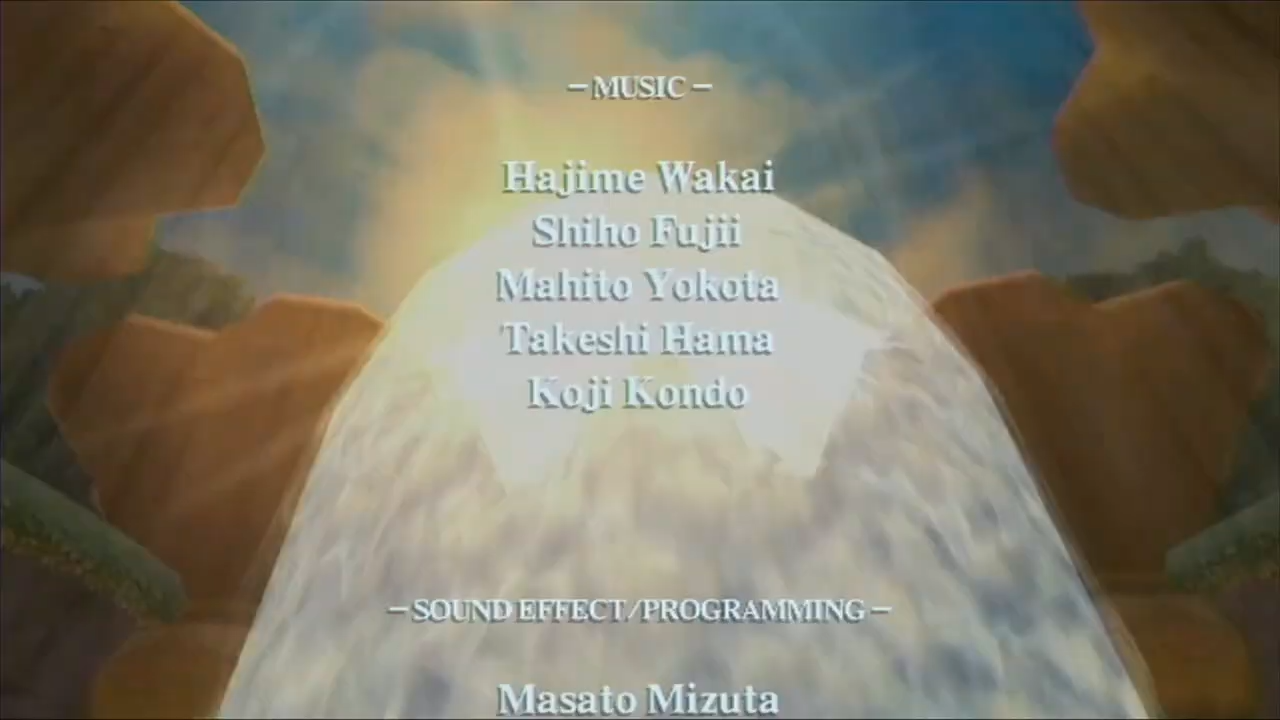 – MUSIC –
Hajime Wakai
Shiho Fujii
Mahito Yokota
Takeshi Hama
Koji Kondo
– SOUND EFFECT/PROGRAMMING –
Masato Mizuta